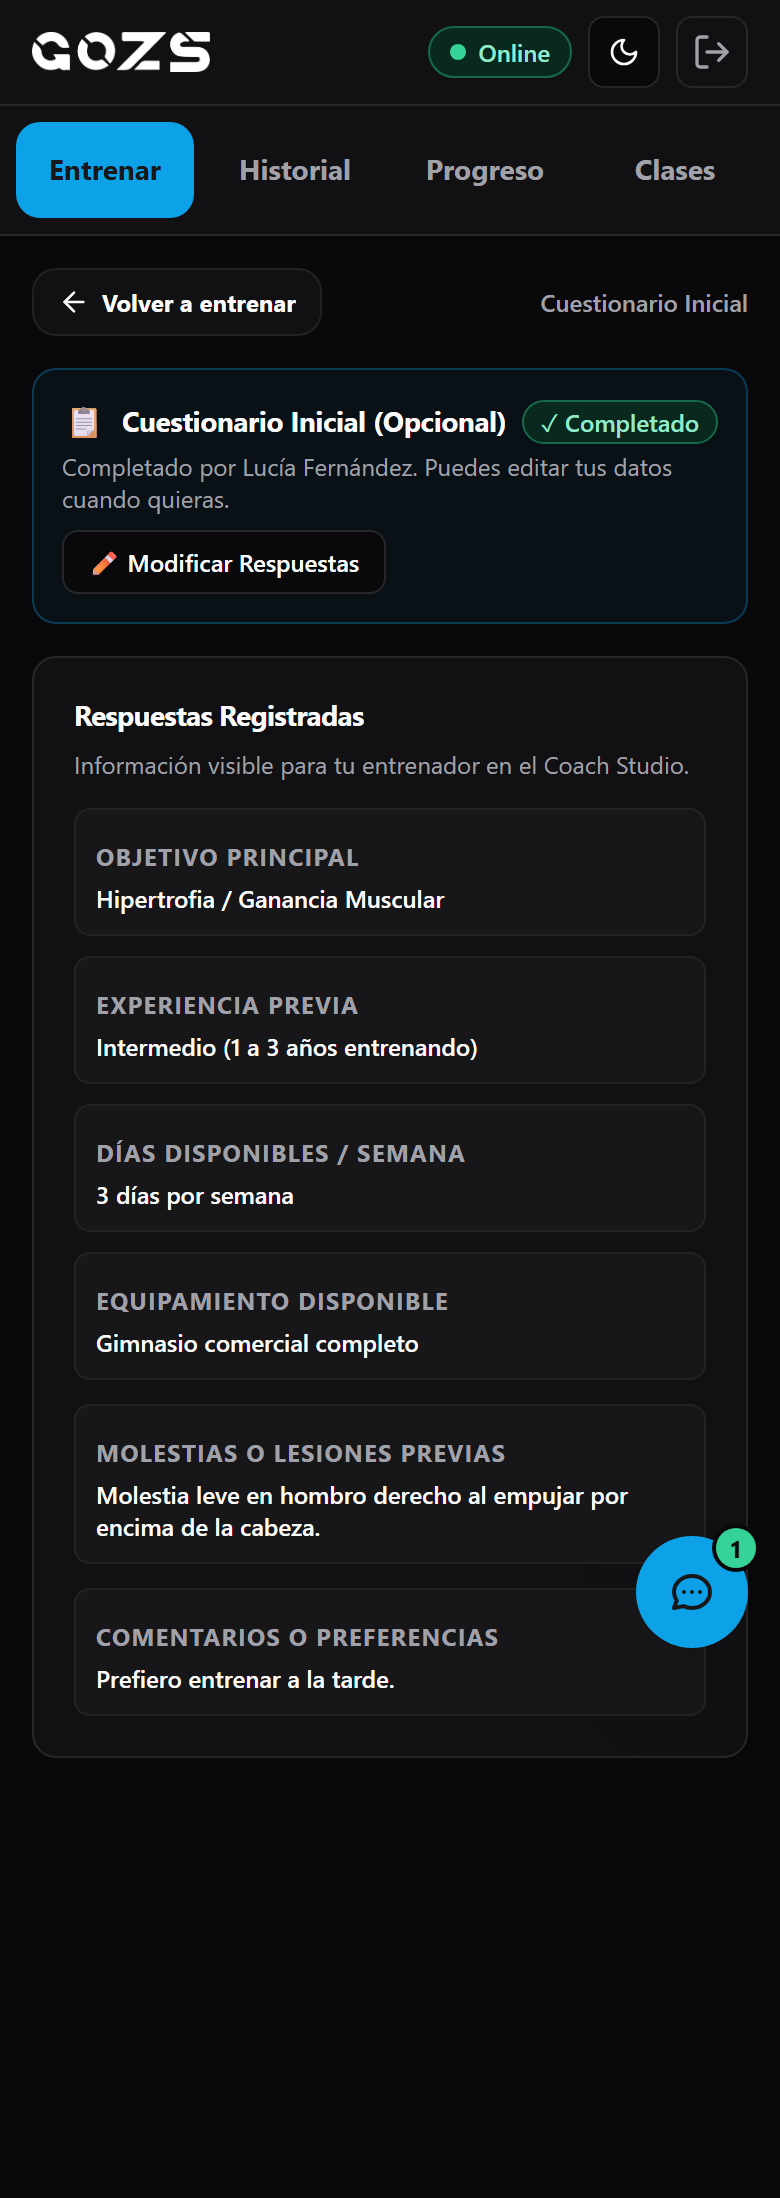 GOZS
Online
Entrenar
Historial
Progreso
Clases
Volver a entrenar
Cuestionario Inicial
Cuestionario Inicial (Opcional)
✓ Completado
Completado por Lucía Fernández. Puedes editar tus datos
cuando quieras.
Modificar Respuestas
Respuestas Registradas
Información visible para tu entrenador en el Coach Studio.
OBJETIVO PRINCIPAL
Hipertrofia / Ganancia Muscular
EXPERIENCIA PREVIA
Intermedio (1 a 3 años entrenando)
DÍAS DISPONIBLES / SEMANA
3 días por semana
EQUIPAMIENTO DISPONIBLE
Gimnasio comercial completo
MOLESTIAS O LESIONES PREVIAS
Molestia leve en hombro derecho al empujar por
encima de la cabeza.
1
COMENTARIOS O PREFERENCIAS
Prefiero entrenar a la tarde.